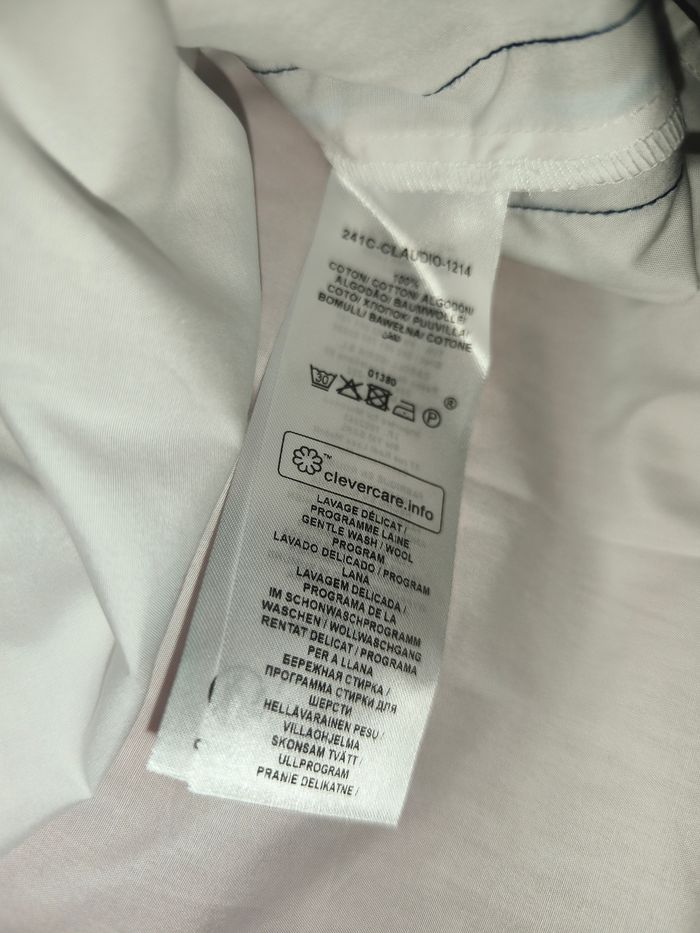 241C-CLAUDIO-1214
100%
COTON/ COTTON/ ALGODÓN/
ALGODÃO/ BAUMWOLLE/
COTÓ/ ХЛОПОК/ PUUVILLA/
BOMULL/ BAWEŁNA/ COTONE
01380
30
P
®
™
clevercare.info
LAVAGE DÉLICAT /
PROGRAMME LAINE
GENTLE WASH / WOOL
PROGRAM
LAVADO DELICADO / PROGRAM
LANA
LAVAGEM DELICADA /
PROGRAMA DE LA
IM SCHONWASCHPROGRAMM
WASCHEN / WOLLWASCHGANG
RENTAT DELICAT / PROGRAMA
PER A LLANA
БЕРЕЖНАЯ СТИРКА /
ПРОГРАММА СТИРКИ ДЛЯ
ШЕРСТИ
HELLÄVARAINEN PESU /
VILLAOHJELMA
SKONSAM TVÄTT /
ULLPROGRAM
PRANIE DELIKATNE /